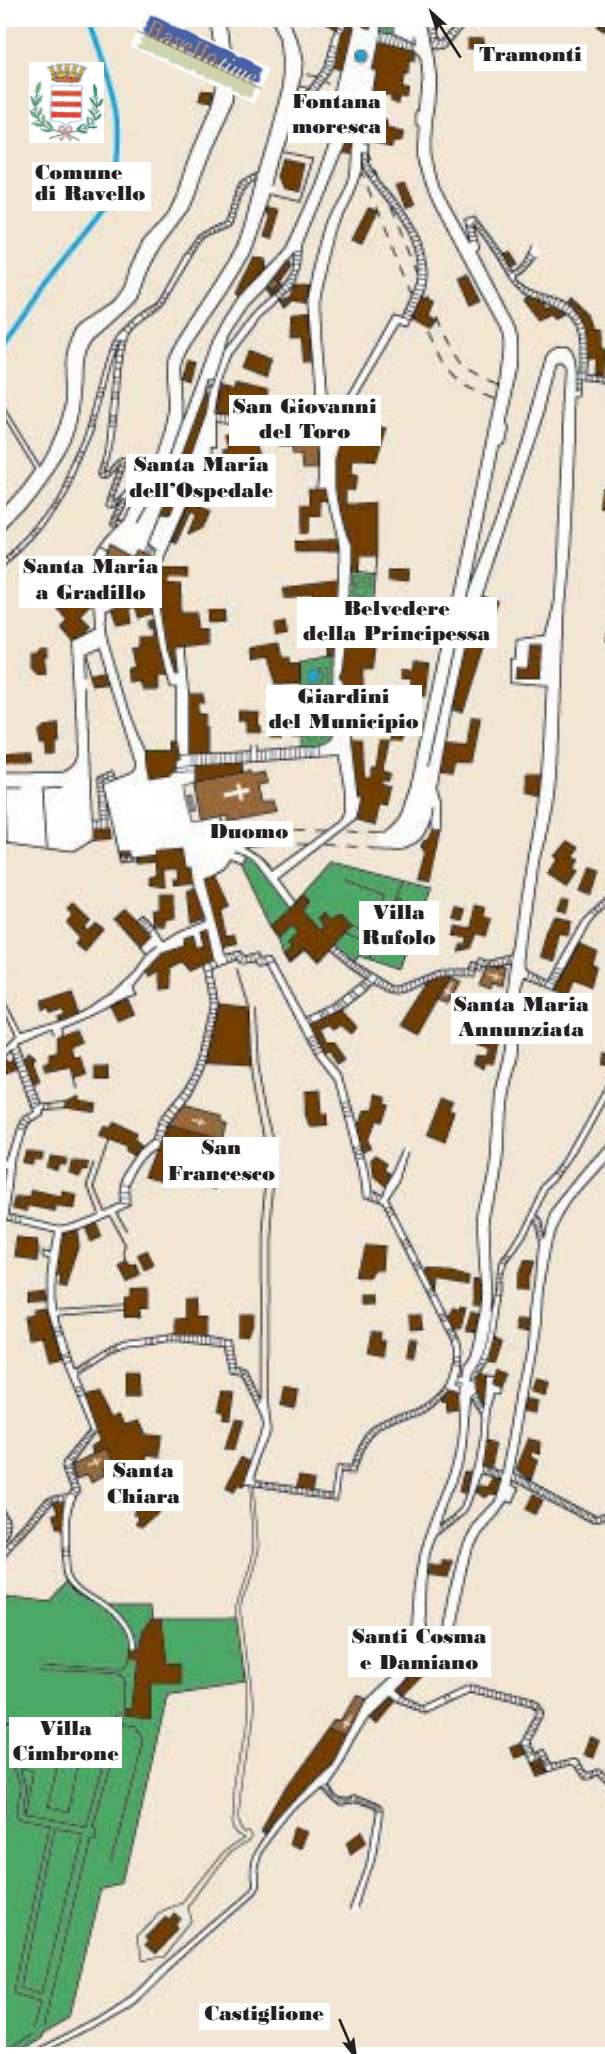 Ravello time
Tramonti
Fontana
moresca
Comune
di Ravello
San Giovanni
del Toro
Santa Maria
dell'Ospedale
Santa Maria
a Gradillo
Belvedere
della Principessa
Giardini
del Municipio
Duomo
Villa
Rufolo
Santa Maria
Annunziata
San
Francesco
Santa
Chiara
Santi Cosma
e Damiano
Villa
Cimbrone
Castiglione